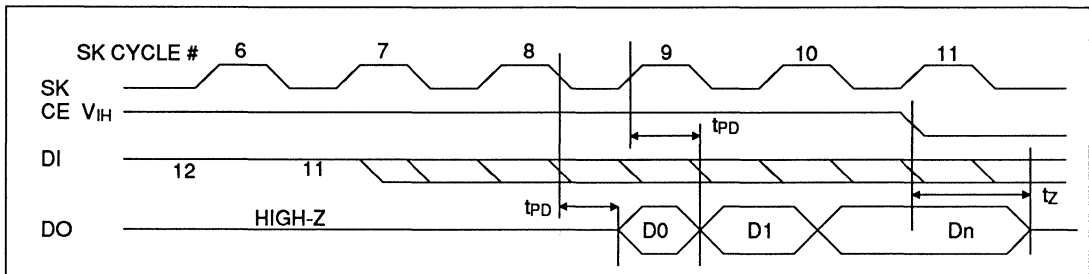 SK CYCLE # 6 7 8 9 10 11
SK
CE VIH
tPD
DI
12 11
tZ
tPD
HIGH-Z
DO D0 D1 Dn